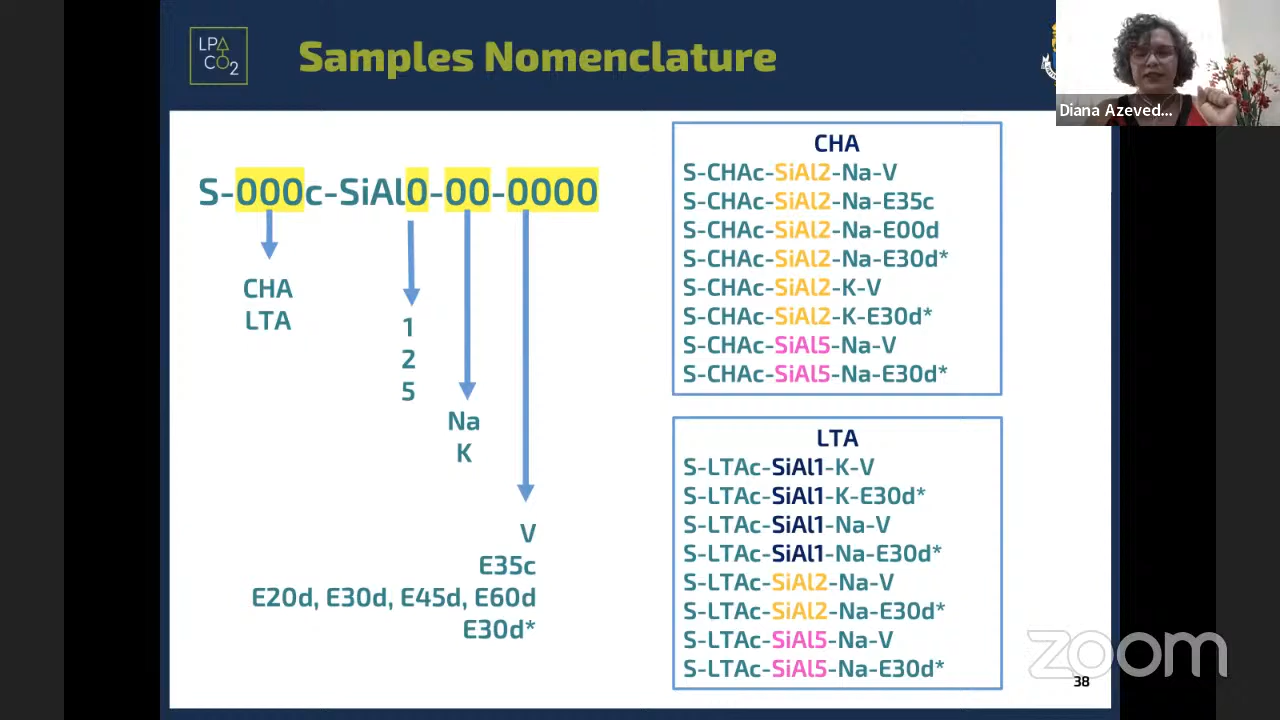 LPA
CO2
Samples Nomenclature
Diana Azeved...
S-000c-SiAl0-00-0000
CHA
LTA
1
2
5
Na
K
V
E35c
E20d, E30d, E45d, E60d
E30d*
CHA
S-CHAc-SiAl2-Na-V
S-CHAc-SiAl2-Na-E35c
S-CHAc-SiAl2-Na-E00d
S-CHAc-SiAl2-Na-E30d*
S-CHAc-SiAl2-K-V
S-CHAc-SiAl2-K-E30d*
S-CHAc-SiAl5-Na-V
S-CHAc-SiAl5-Na-E30d*
LTA
S-LTAc-SiAl1-K-V
S-LTAc-SiAl1-K-E30d*
S-LTAc-SiAl1-Na-V
S-LTAc-SiAl1-Na-E30d*
S-LTAc-SiAl2-Na-V
S-LTAc-SiAl2-Na-E30d*
S-LTAc-SiAl5-Na-V
S-LTAc-SiAl5-Na-E30d*
zoom
38